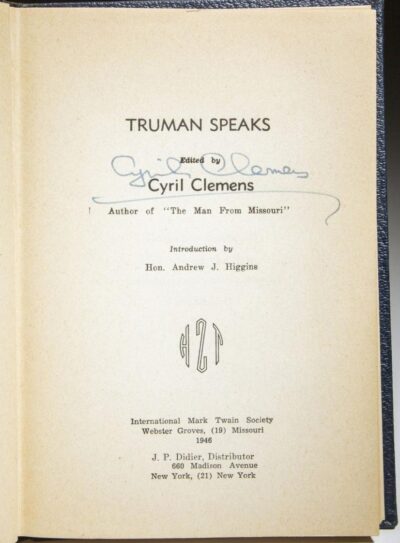 TRUMAN SPEAKS
Edited by
Cyril Clemens
Cyril Clemens
Author of "The Man From Missouri"
Introduction by
Hon. Andrew J. Higgins
HST
International Mark Twain Society
Webster Groves, (19) Missouri
1946
J. P. Didier, Distributor
660 Madison Avenue
New York, (21) New York